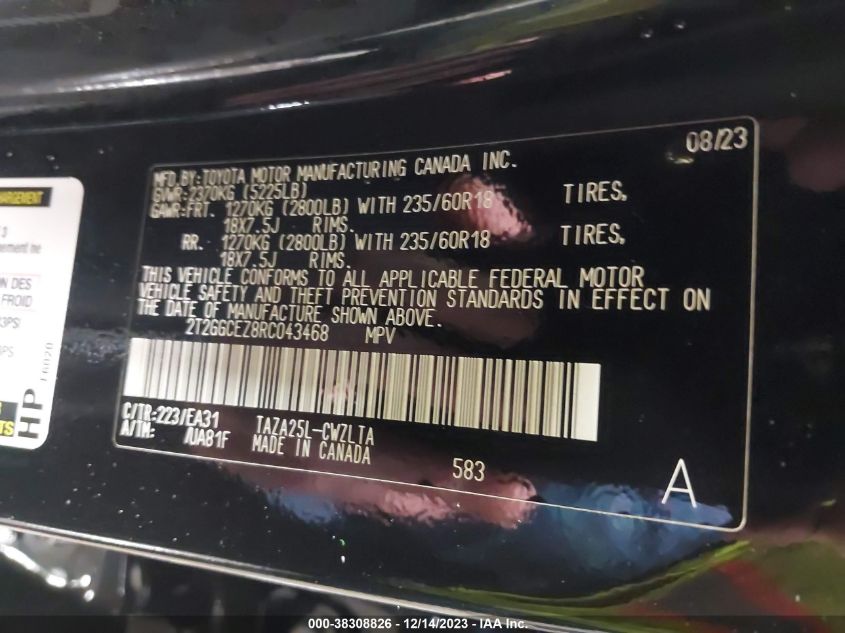 08/23
MFD.BY:TOYOTA MOTOR MANUFACTURING CANADA INC.
GVWR:2370KG (5225LB)
GAWR:FRT. 1270KG (2800LB) WITH 235/60R18 TIRES,
18X7.5J RIMS.
RR. 1270KG (2800LB) WITH 235/60R18 TIRES,
18X7.5J RIMS.
THIS VEHICLE CONFORMS TO ALL APPLICABLE FEDERAL MOTOR
VEHICLE SAFETY AND THEFT PREVENTION STANDARDS IN EFFECT ON
THE DATE OF MANUFACTURE SHOWN ABOVE.
2T2GGCEZ8RC043468 MPV
C/TR:223/EA31 TAZA25L-CWZLTA
A/TM: /UA81F MADE IN CANADA
583
A
DES
FROID
HP
000-38308826 - 12/14/2023 - IAA Inc.